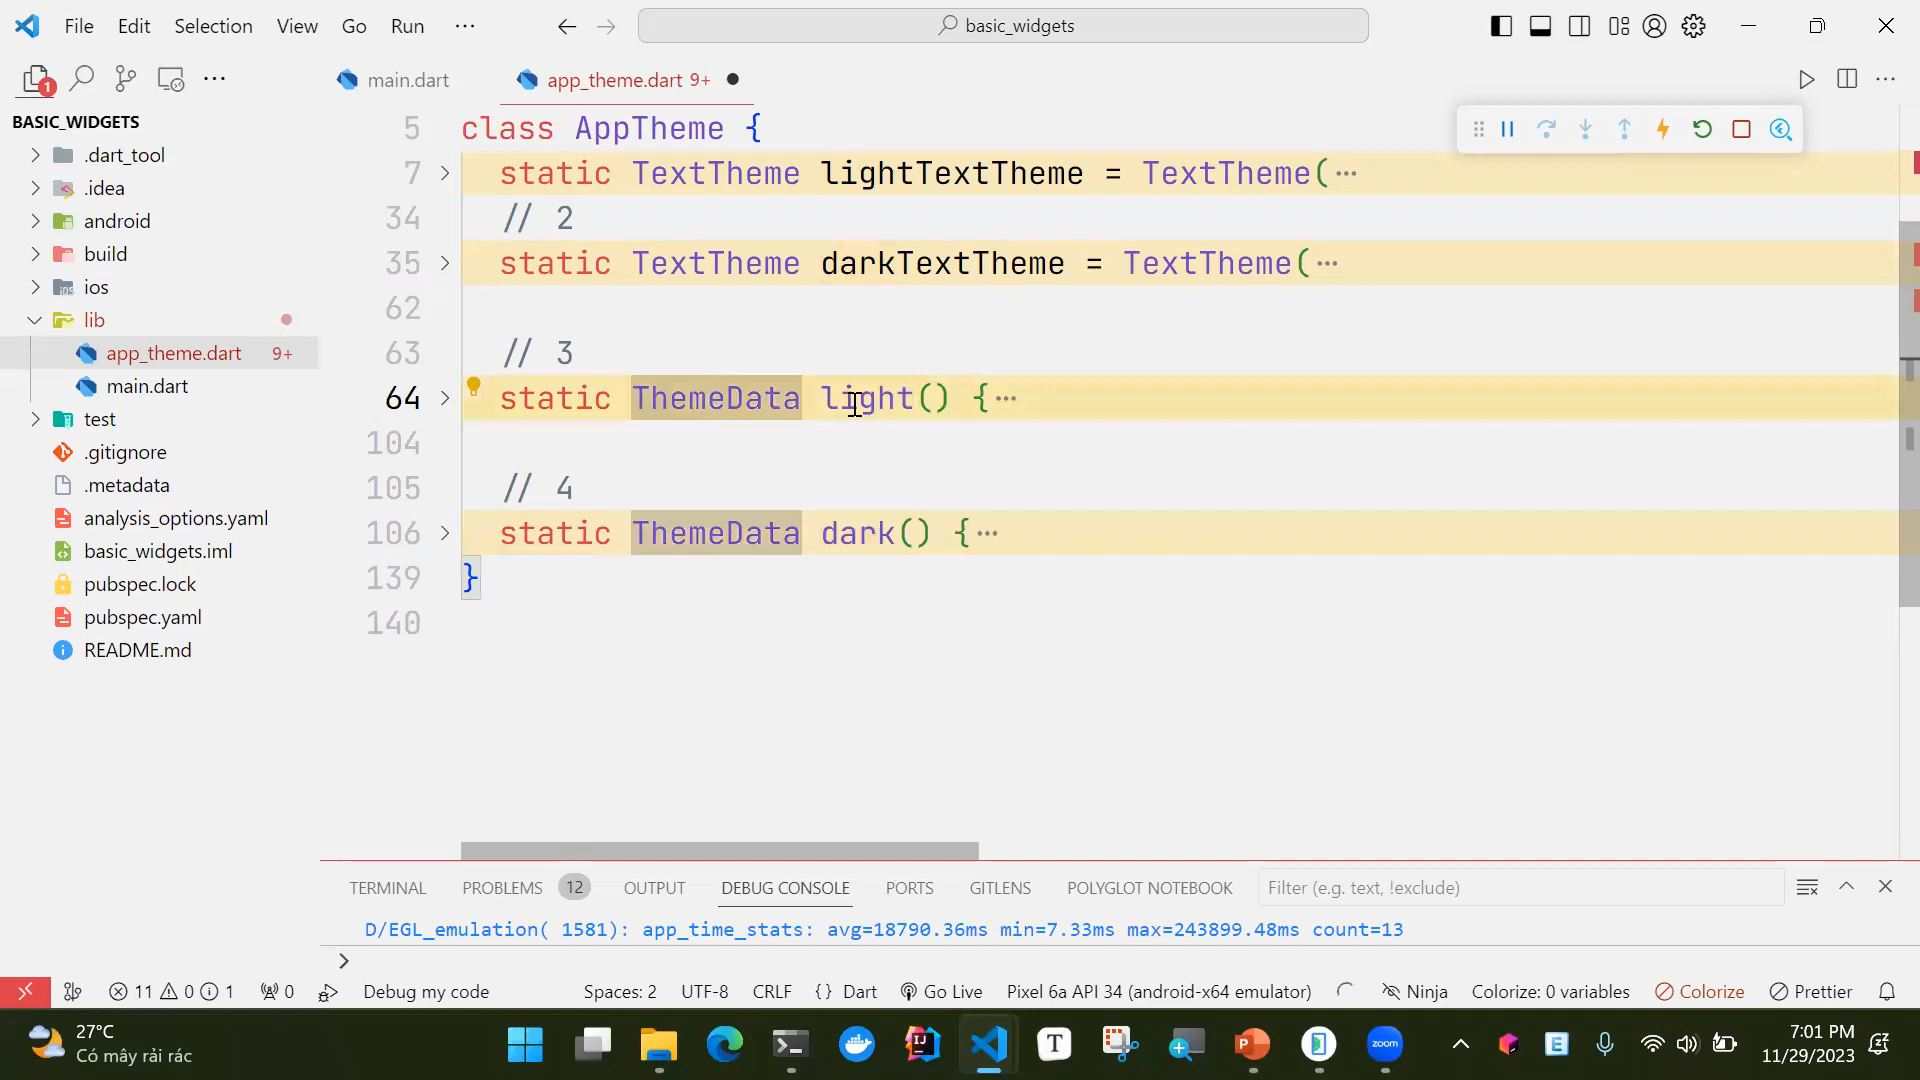 File Edit Selection View Go Run ··· basic_widgets
1
main.dart app_theme.dart 9+
BASIC_WIDGETS
.dart_tool
.idea
android
build
ios
lib
app_theme.dart 9+
main.dart
test
.gitignore
.metadata
analysis_options.yaml
basic_widgets.iml
pubspec.lock
pubspec.yaml
README.md
5 class AppTheme {
7 static TextTheme lightTextTheme = TextTheme(···
34 // 2
35 static TextTheme darkTextTheme = TextTheme(···
62
63 // 3
64 static ThemeData light() {···
104
105 // 4
106 static ThemeData dark() {···
139 }
140
TERMINAL PROBLEMS 12 OUTPUT DEBUG CONSOLE PORTS GITLENS POLYGLOT NOTEBOOK Filter (e.g. text, !exclude)
D/EGL_emulation( 1581): app_time_stats: avg=18790.36ms min=7.33ms max=243899.48ms count=13
>
11 0 1 0 Debug my code Spaces: 2 UTF-8 CRLF {} Dart Go Live Pixel 6a API 34 (android-x64 emulator) Ninja Colorize: 0 variables Colorize Prettier
27°C
Có mây rải rác
T
zoom
E
7:01 PM
11/29/2023